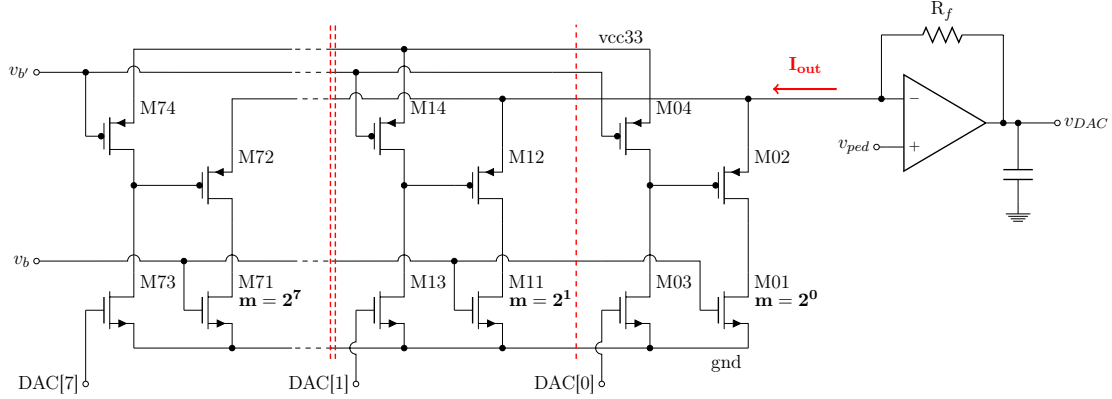 R_f
vcc33
I_out
v_b'
M74
M14
M04
−
v_DAC
M72
M12
M02
v_ped
+
v_b
M73
M71
M13
M11
M03
M01
m = 2^7
m = 2^1
m = 2^0
gnd
DAC[7]
DAC[1]
DAC[0]